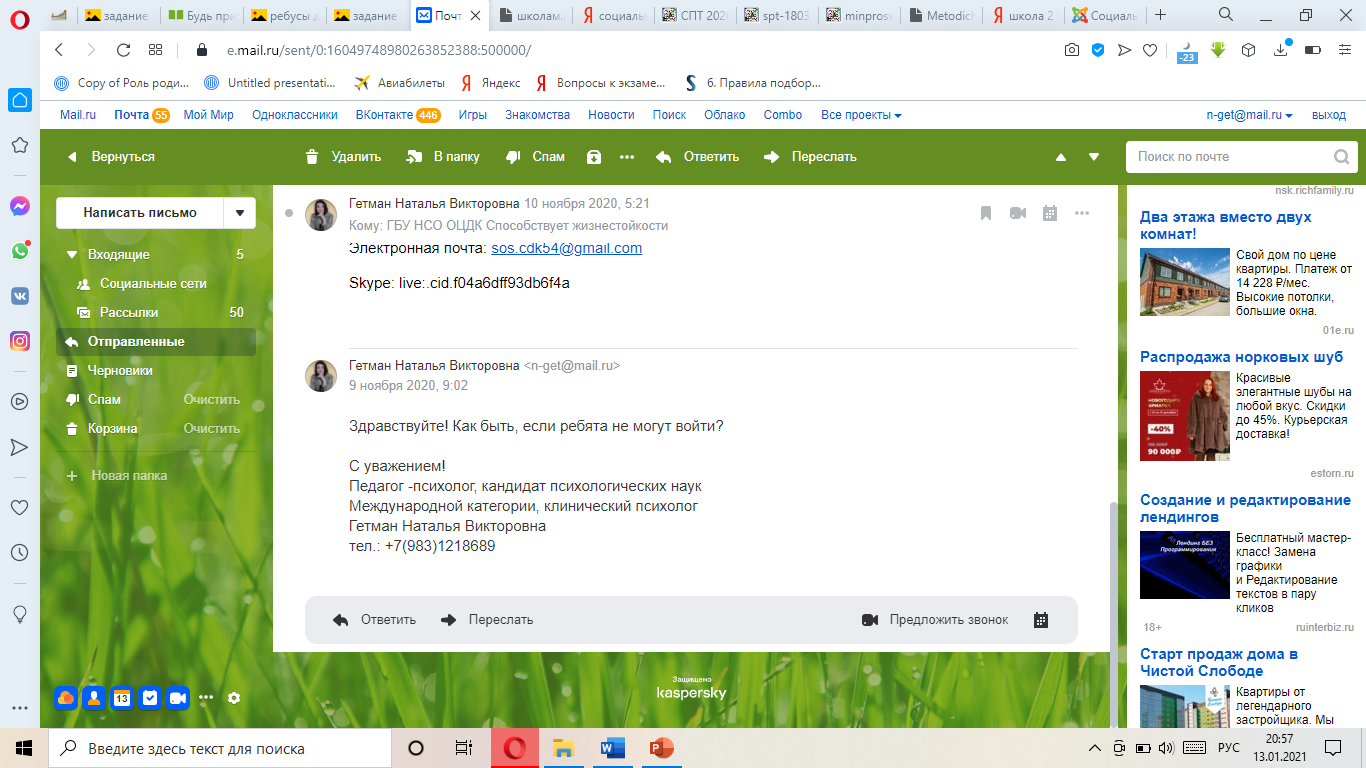 задание
Будь при
ребусы д
задание
Почт
школам.
социаль
СПТ 202
spt-1803
minprosv
Metodich
школа 2
Социаль
e.mail.ru/sent/0:16049748980263852388:500000/
-23
Copy of Роль роди...
Untitled presentati...
Авиабилеты
Яндекс
Вопросы к экзаме...
6. Правила подбор...
Mail.ru
Почта 55
Мой Мир
Одноклассники
ВКонтакте 446
Игры
Знакомства
Новости
Поиск
Облако
Combo
Все проекты
n-get@mail.ru
выход
Вернуться
Удалить
В папку
Спам
Ответить
Переслать
Поиск по почте
Написать письмо
Входящие 5
Социальные сети
Рассылки 50
Отправленные
Черновики
Спам Очистить
Корзина Очистить
Новая папка
13
Гетман Наталья Викторовна 10 ноября 2020, 5:21
Кому: ГБУ НСО ОЦДК Способствует жизнестойкости
Электронная почта: sos.cdk54@gmail.com
Skype: live:.cid.f04a6dff93db6f4a
Гетман Наталья Викторовна <n-get@mail.ru>
9 ноября 2020, 9:02
Здравствуйте! Как быть, если ребята не могут войти?
С уважением!
Педагог -психолог, кандидат психологических наук
Международной категории, клинический психолог
Гетман Наталья Викторовна
тел.: +7(983)1218689
Ответить
Переслать
Предложить звонок
Защищено
kaspersky
nsk.richfamily.ru
Два этажа вместо двух
комнат!
Свой дом по цене
квартиры. Платеж от
14 228 ₽/мес.
Высокие потолки,
большие окна.
01e.ru
Распродажа норковых шуб
-40%
90 000₽
Красивые
элегантные шубы на
любой вкус. Скидки
до 45%. Курьерская
доставка!
estorn.ru
Создание и редактирование
лендингов
Лендинг БЕЗ
Программирования
Бесплатный мастер-
класс! Замена
графики
и Редактирование
текстов в пару
кликов
18+
ruinterbiz.ru
Старт продаж дома в
Чистой Слободе
Квартиры от
легендарного
застройщика. Мы
Введите здесь текст для поиска
РУС
20:57
13.01.2021